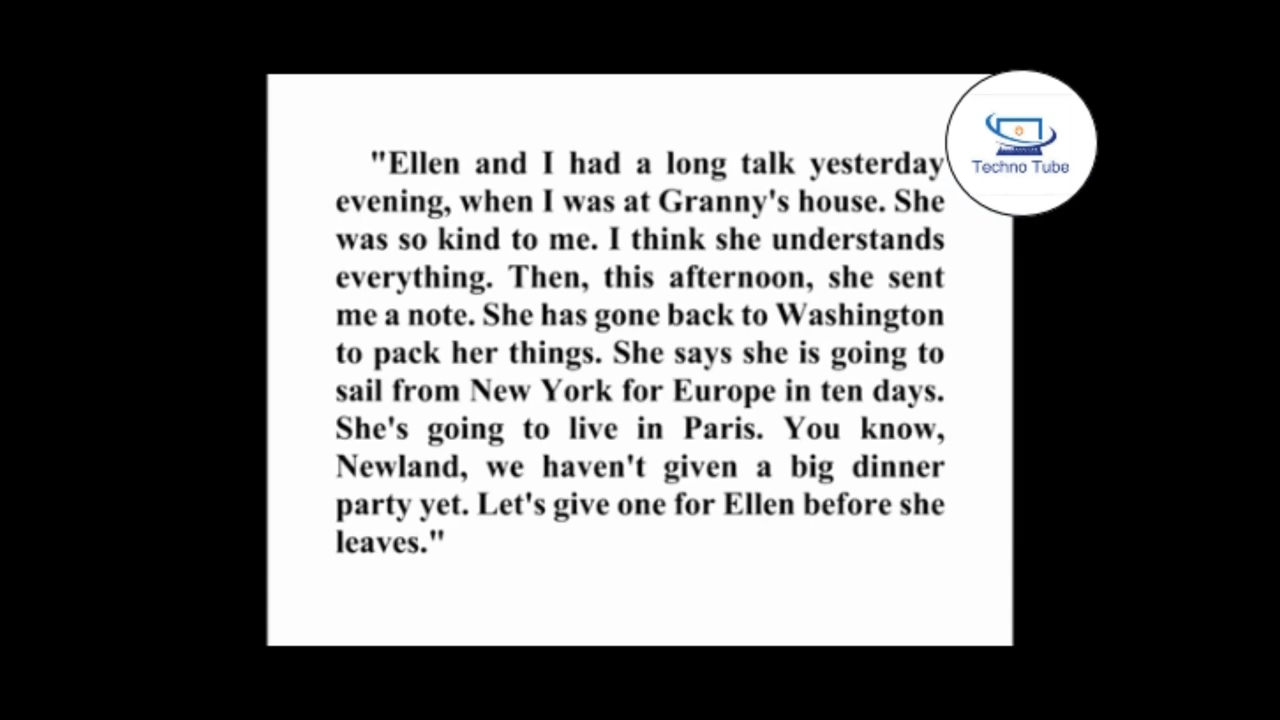 "Ellen and I had a long talk yesterday
evening, when I was at Granny's house. She
was so kind to me. I think she understands
everything. Then, this afternoon, she sent
me a note. She has gone back to Washington
to pack her things. She says she is going to
sail from New York for Europe in ten days.
She's going to live in Paris. You know,
Newland, we haven't given a big dinner
party yet. Let's give one for Ellen before she
leaves."
Techno Tube